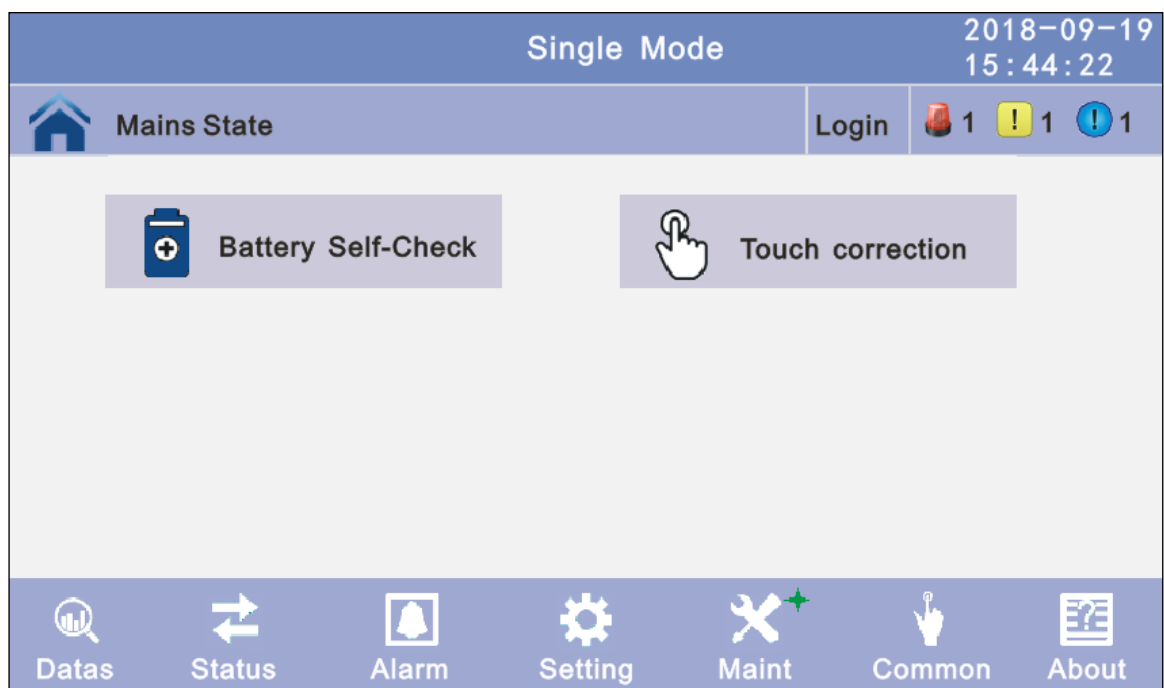 Single Mode
2018-09-19
15:44:22
Mains State
Login
1
! 1
! 1
Battery Self-Check
Touch correction
?
Datas
Status
Alarm
Setting
Maint
Common
About